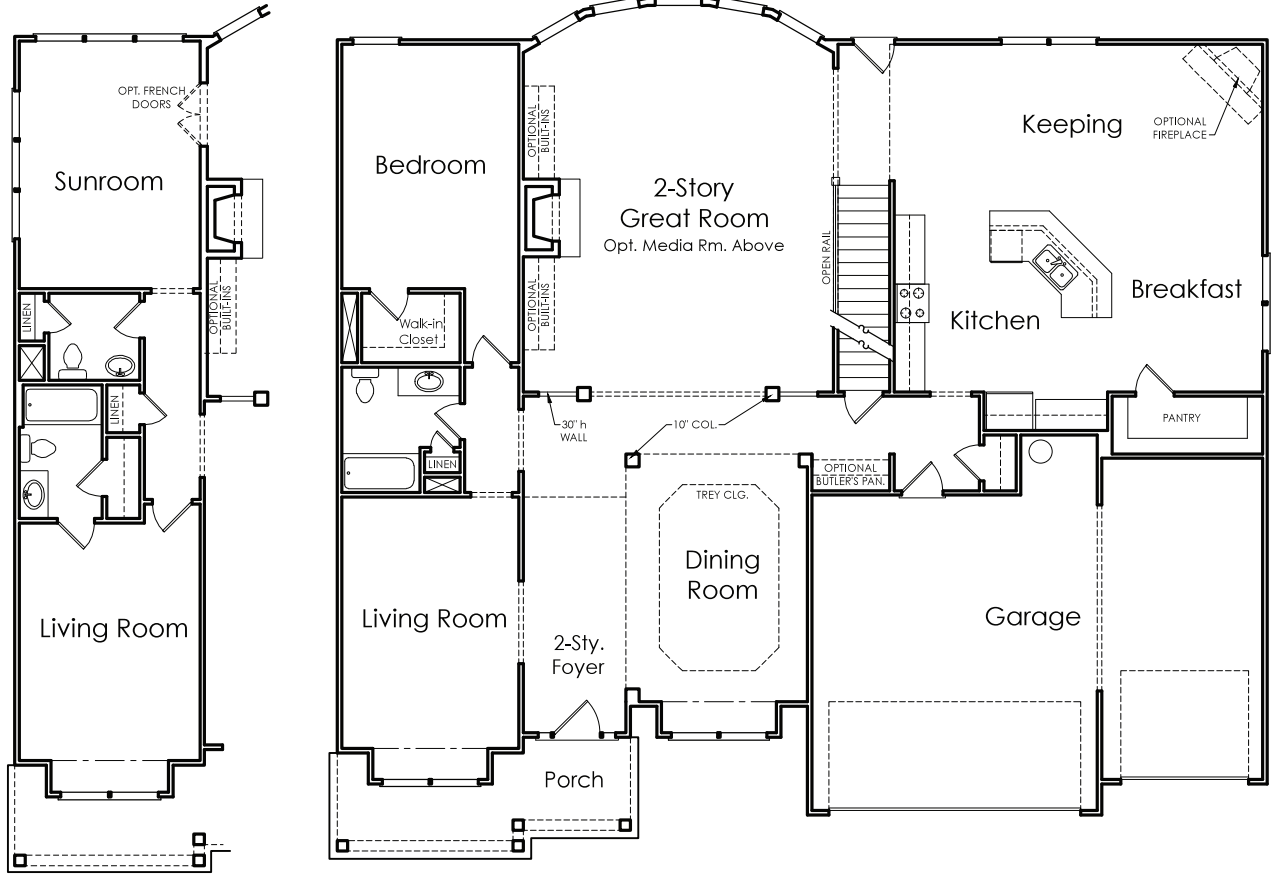 OPT. FRENCH
DOORS
Sunroom
OPTIONAL
BUILT-INS
LINEN
LINEN
Living Room
Bedroom
OPTIONAL
BUILT-INS
2-Story
Great Room
Opt. Media Rm. Above
OPEN RAIL
OPTIONAL
BUILT-INS
Keeping
OPTIONAL
FIREPLACE
Breakfast
Kitchen
Walk-in
Closet
30" h
WALL
10" COL.
PANTRY
LINEN
OPTIONAL
BUTLER'S PAN.
TREY CLG.
Dining
Room
Living Room
2-Sty.
Foyer
Garage
Porch